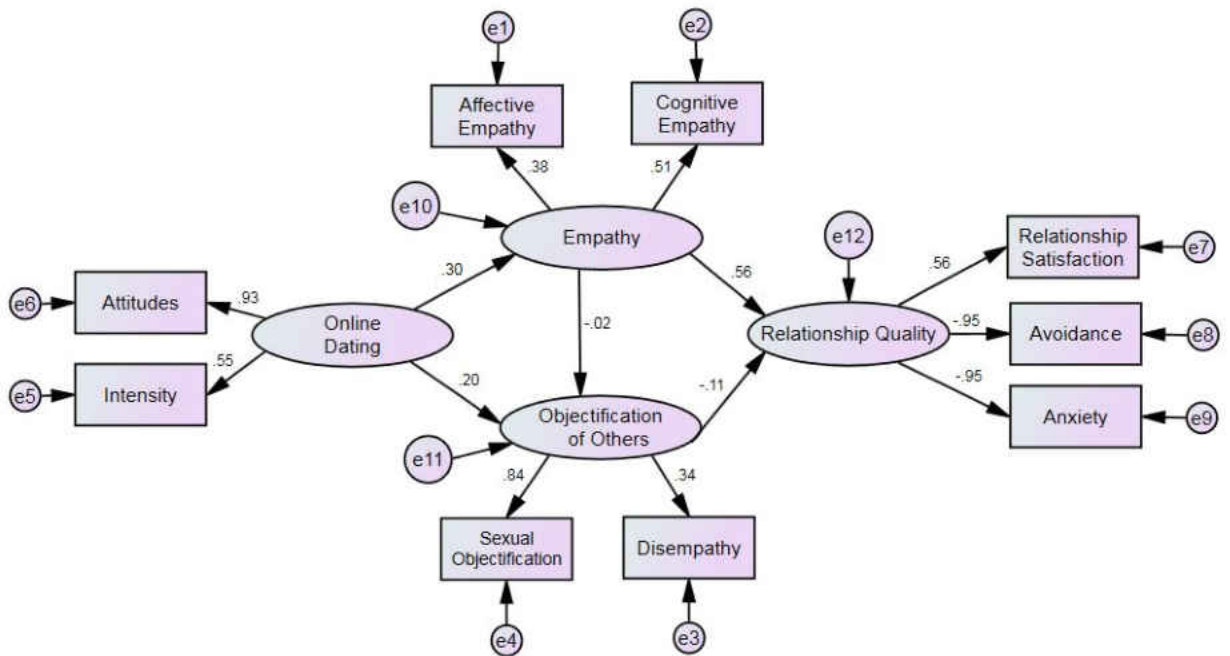 e1
e2
Affective
Empathy
Cognitive
Empathy
.38
.51
e10
Empathy
e12
Relationship
Satisfaction
e7
.56
.30
.56
e6
Attitudes
.93
Online
Dating
-.02
Relationship Quality
-.95
Avoidance
e8
.55
e5
Intensity
.20
-.11
-.95
Anxiety
e9
Objectification
of Others
e11
.84
.34
Sexual
Objectification
Disempathy
e4
e3